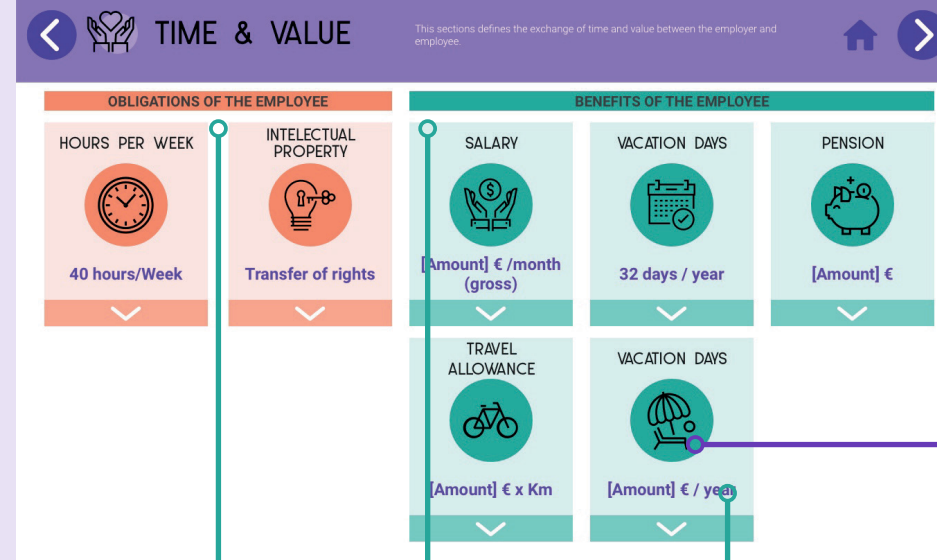 TIME & VALUE
This sections defines the exchange of time and value between the employer and
employee.
OBLIGATIONS OF THE EMPLOYEE
BENEFITS OF THE EMPLOYEE
HOURS PER WEEK
40 hours/Week
INTELECTUAL
PROPERTY
Transfer of rights
SALARY
[Amount] € /month
(gross)
VACATION DAYS
32 days / year
PENSION
[Amount] €
TRAVEL
ALLOWANCE
[Amount] € x Km
VACATION DAYS
[Amount] € / year